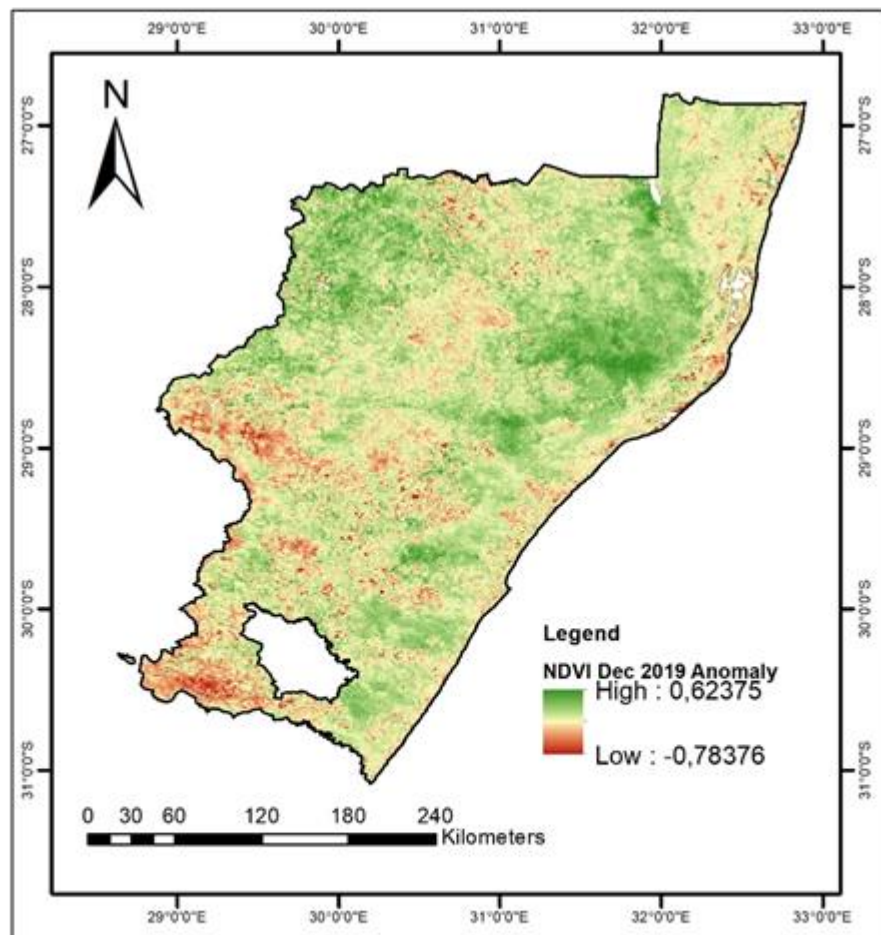 29°0'0"E 30°0'0"E 31°0'0"E 32°0'0"E 33°0'0"E
N
27°0'0"S 27°0'0"S
28°0'0"S 28°0'0"S
29°0'0"S 29°0'0"S
30°0'0"S 30°0'0"S
31°0'0"S 31°0'0"S
Legend
NDVI Dec 2019 Anomaly
High : 0,62375
Low : -0,78376
0 30 60 120 180 240
Kilometers
29°0'0"E 30°0'0"E 31°0'0"E 32°0'0"E 33°0'0"E